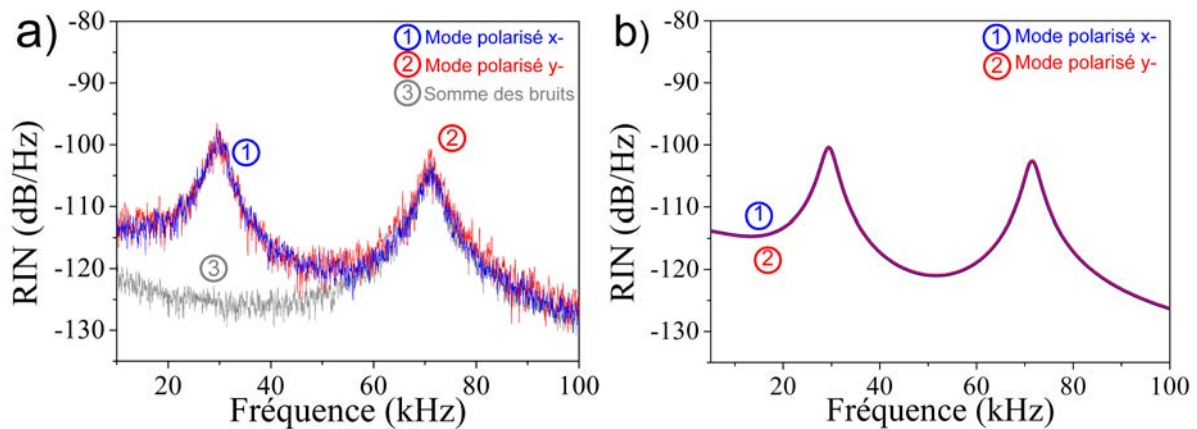 a)
① Mode polarisé x-
② Mode polarisé y-
③ Somme des bruits
RIN (dB/Hz)
-80
-90
-100
-110
-120
-130
①
②
③
20 40 60 80 100
Fréquence (kHz)
b)
① Mode polarisé x-
② Mode polarisé y-
RIN (dB/Hz)
-80
-90
-100
-110
-120
-130
①
②
20 40 60 80 100
Fréquence (kHz)